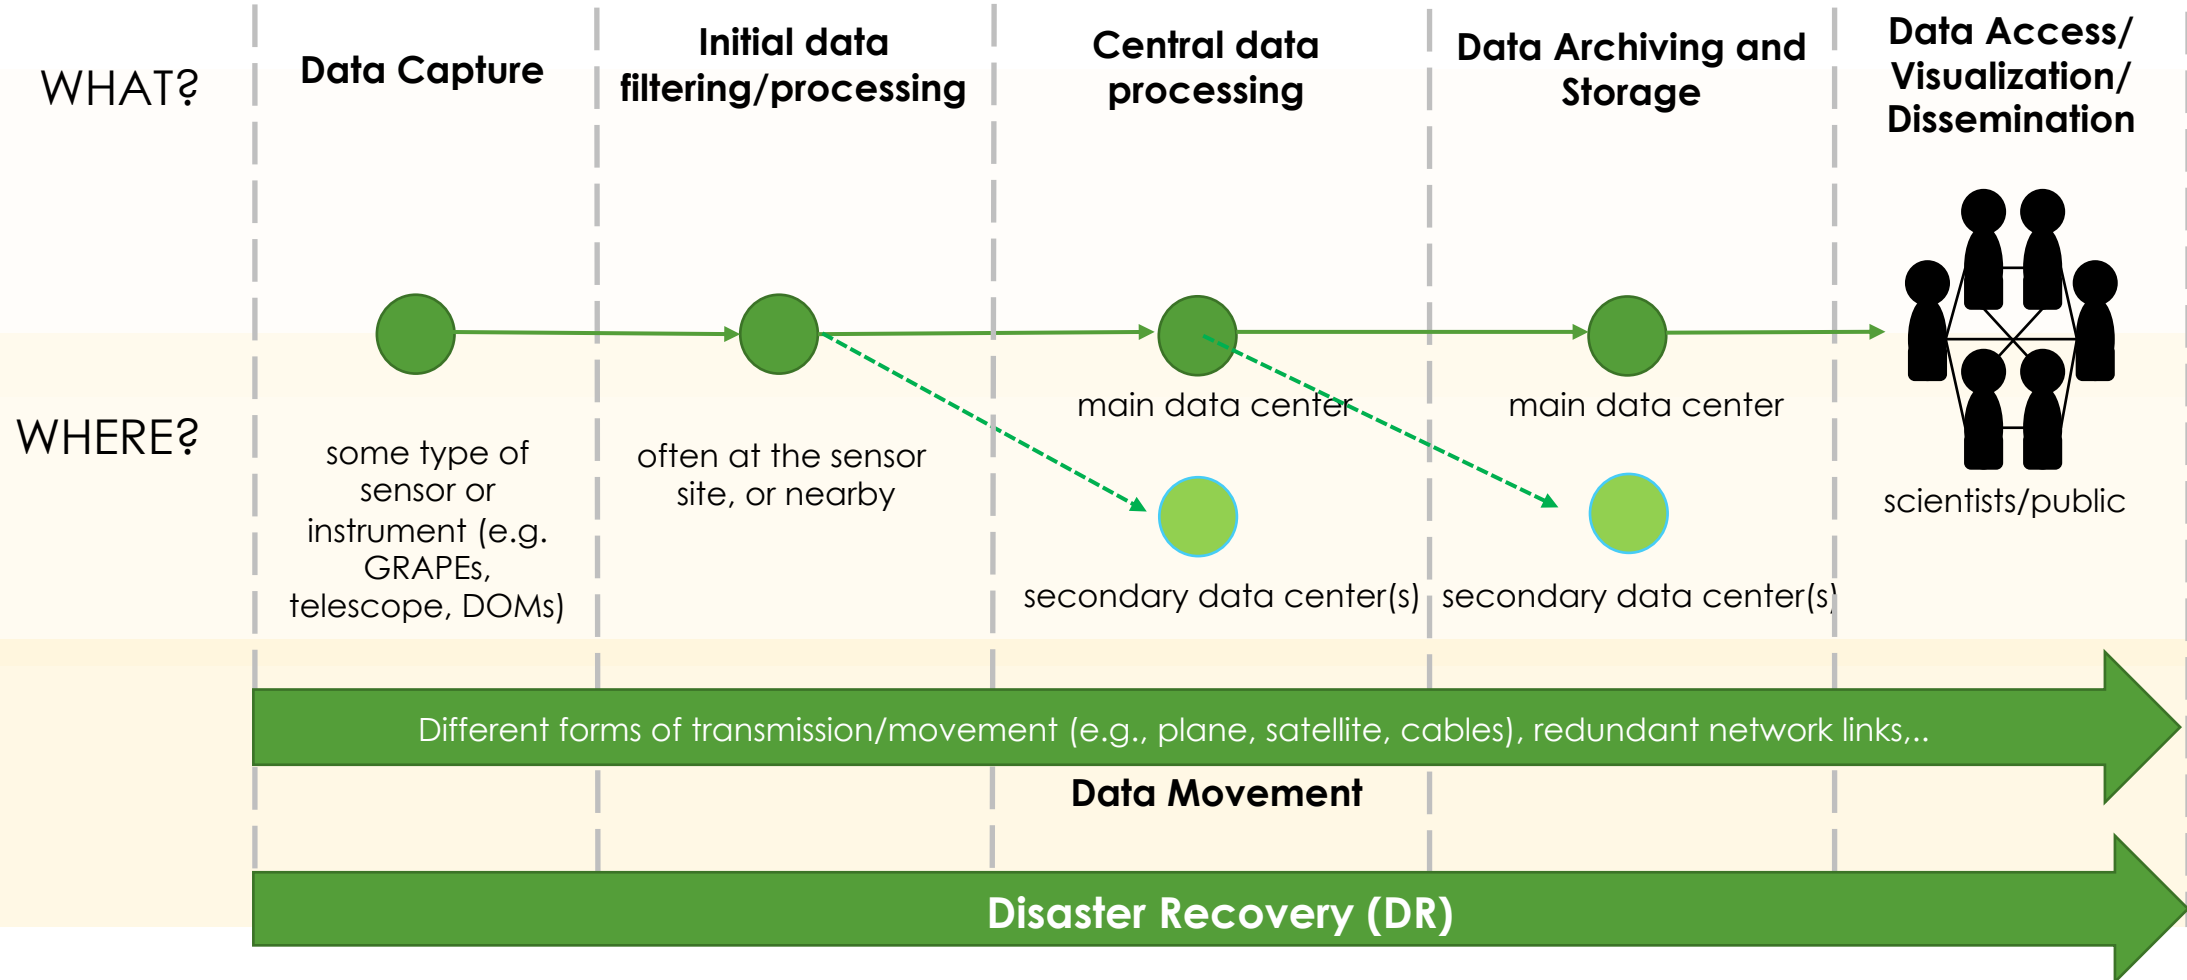 WHAT?
Data Capture
Initial data
filtering/processing
Central data
processing
Data Archiving and
Storage
Data Access/
Visualization/
Dissemination
WHERE?
some type of
sensor or
instrument (e.g.
GRAPEs,
telescope, DOMs)
often at the sensor
site, or nearby
main data center
secondary data center(s)
main data center
secondary data center(s)
scientists/public
Different forms of transmission/movement (e.g., plane, satellite, cables), redundant network links,..
Data Movement
Disaster Recovery (DR)